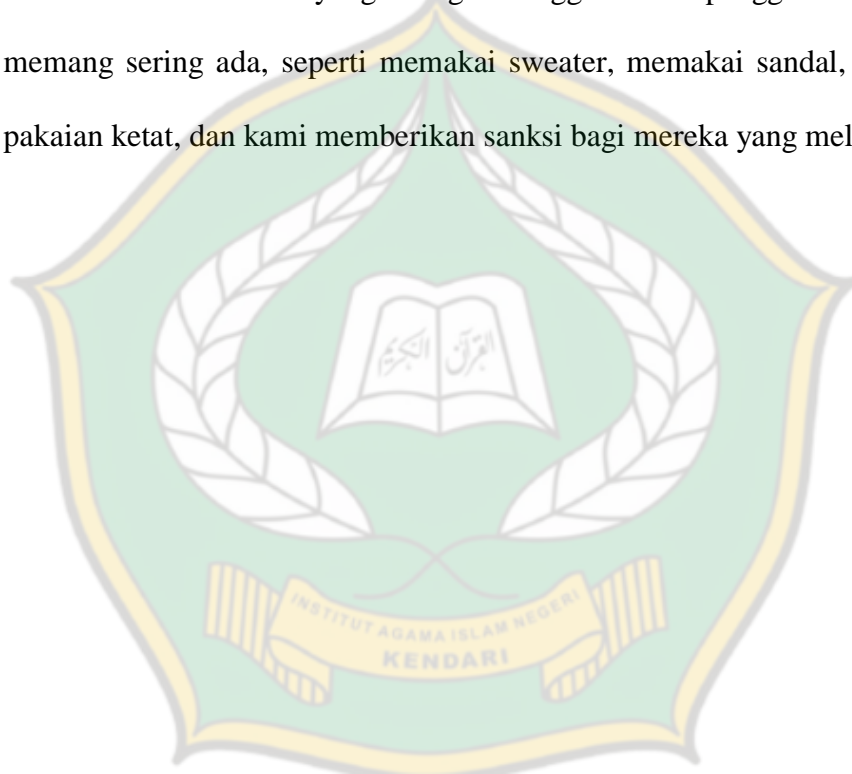 memang sering ada, seperti memakai sweater, memakai sandal,
pakaian ketat, dan kami memberikan sanksi bagi mereka yang mel
القرآن الكريم
INSTITUT AGAMA ISLAM NEGERI
KENDARI